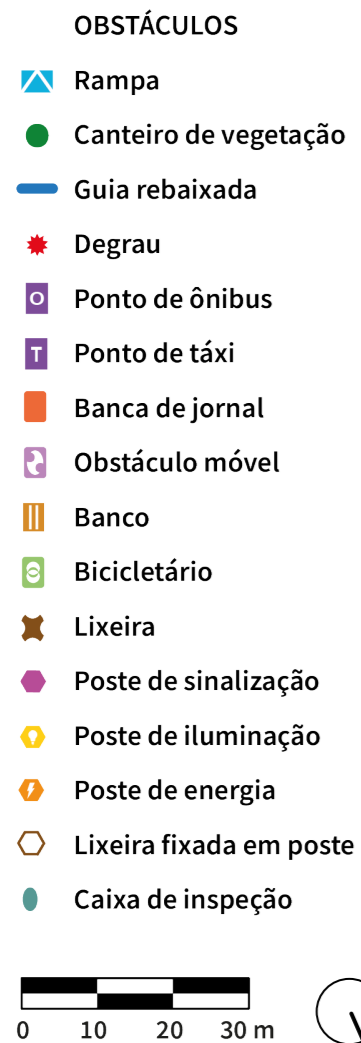 OBSTÁCULOS
Rampa
Canteiro de vegetação
Guia rebaixada
Degrau
O Ponto de ônibus
T Ponto de táxi
Banca de jornal
Obstáculo móvel
Banco
Bicicletário
Lixeira
Poste de sinalização
Poste de iluminação
Poste de energia
Lixeira fixada em poste
Caixa de inspeção
0 10 20 30 m